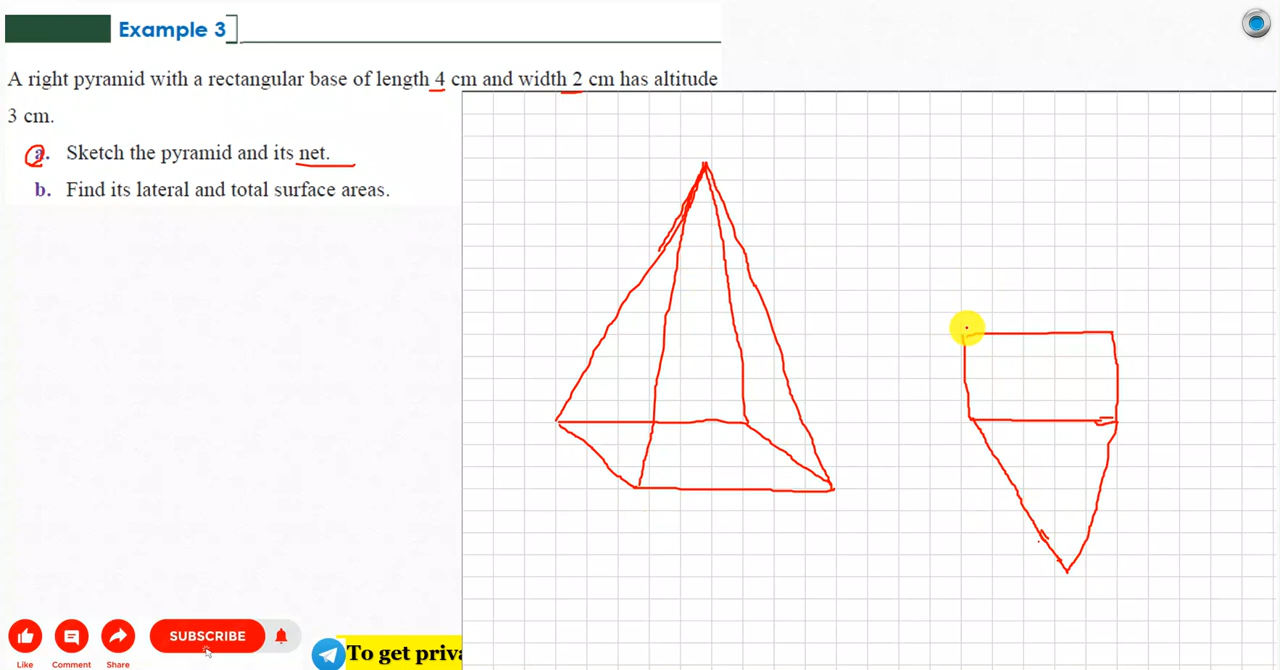 Example 3
A right pyramid with a rectangular base of length 4 cm and width 2 cm has altitude
3 cm.
a. Sketch the pyramid and its net.
b. Find its lateral and total surface areas.
SUBSCRIBE
Like Comment Share
To get